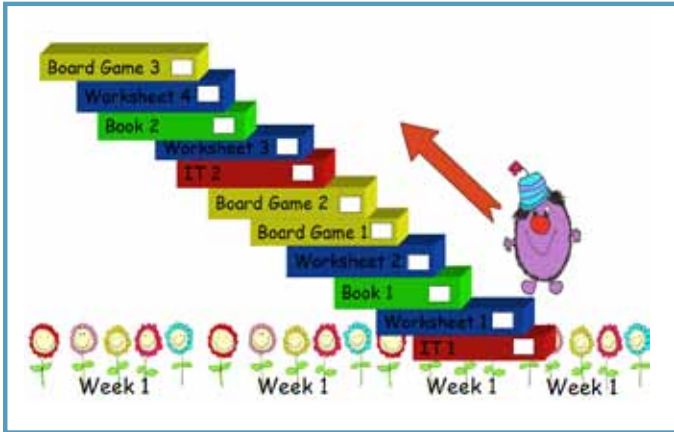 Board Game 3
Worksheet 4
Book 2
Worksheet 3
IT 2
Board Game 2
Board Game 1
Worksheet 2
Book 1
Worksheet 1
IT 1
Week 1 Week 1 Week 1 Week 1